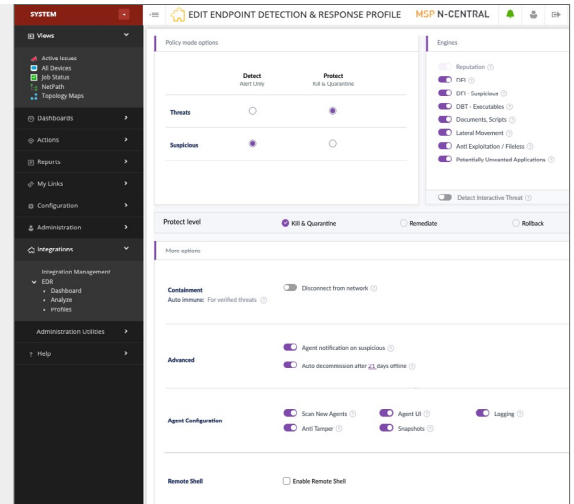 SYSTEM
EDIT ENDPOINT DETECTION & RESPONSE PROFILE
MSP N-CENTRAL
Views
Active Issues
All Devices
Job Status
NetPath
Topology Maps
Dashboards
Actions
Reports
My Links
Configuration
Administration
Integrations
Integration Management
EDR
Dashboard
Analyze
Profiles
Administration Utilities
? Help
Policy mode options
Detect
Alert Only
Protect
Kill & Quarantine
Threats
Suspicious
Engines
Reputation
DFI
DFI - Suspicious
DBT - Executables
Documents, Scripts
Lateral Movement
Anti Exploitation / Fileless
Potentially Unwanted Applications
Detect Interactive Threat
Protect level
Kill & Quarantine
Remediate
Rollback
More options
Containment
Auto immune: For verified threats
Disconnect from network
Advanced
Agent notification on suspicious
Auto decommission after 21 days offline
Agent Configuration
Scan New Agents
Agent UI
Logging
Anti Tamper
Snapshots
Remote Shell
Enable Remote Shell